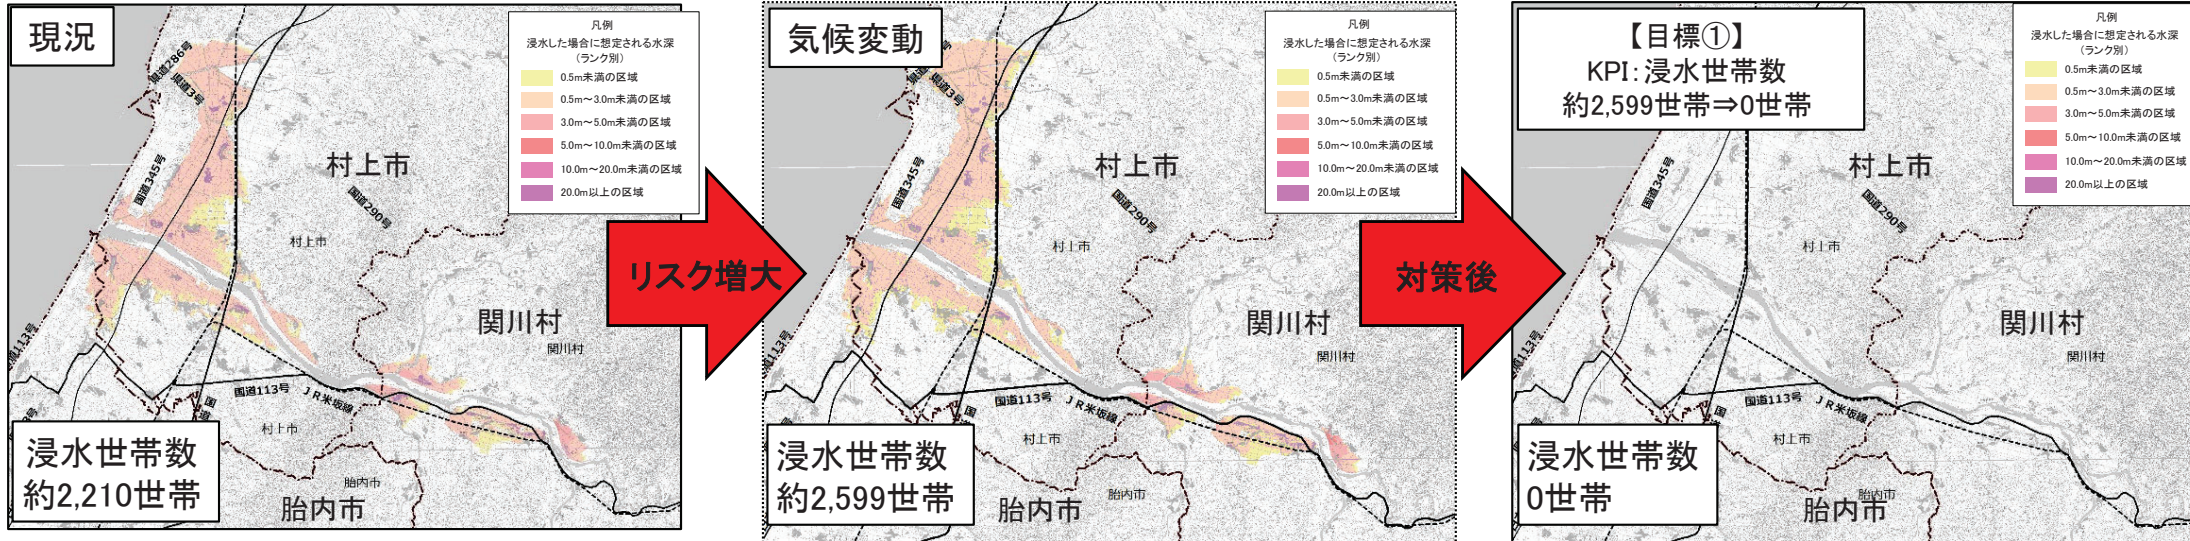 現況
凡例
浸水した場合に想定される水深
(ランク別)
0.5m未満の区域
0.5m～3.0m未満の区域
3.0m～5.0m未満の区域
5.0m～10.0m未満の区域
10.0m～20.0m未満の区域
20.0m以上の区域
県道286号
県道3号
国道345号
村上市
国道290号
村上市
関川村
関川村
国道113号
JR米坂線
村上市
胎内市
胎内市
浸水世帯数
約2,210世帯
リスク増大
気候変動
凡例
浸水した場合に想定される水深
(ランク別)
0.5m未満の区域
0.5m～3.0m未満の区域
3.0m～5.0m未満の区域
5.0m～10.0m未満の区域
10.0m～20.0m未満の区域
20.0m以上の区域
国道345号
村上市
国道290号
村上市
関川村
関川村
国道113号
JR米坂線
村上市
胎内市
胎内市
浸水世帯数
約2,599世帯
対策後
【目標①】
KPI:浸水世帯数
約2,599世帯⇒0世帯
凡例
浸水した場合に想定される水深
(ランク別)
0.5m未満の区域
0.5m～3.0m未満の区域
3.0m～5.0m未満の区域
5.0m～10.0m未満の区域
10.0m～20.0m未満の区域
20.0m以上の区域
国道345号
村上市
国道290号
村上市
関川村
関川村
国道113号
JR米坂線
村上市
胎内市
胎内市
浸水世帯数
0世帯